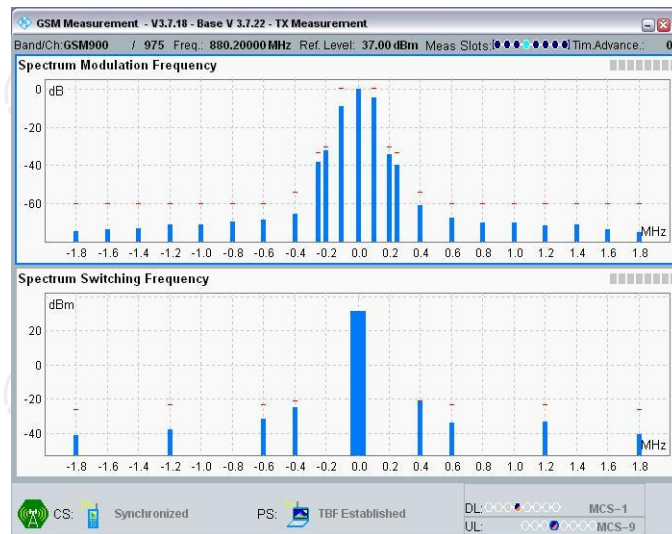 GSM Measurement - V3.7.18 - Base V 3.7.22 - TX Measurement
Band/Ch:GSM900 / 975 Freq.: 880.20000 MHz Ref. Level: 37.00 dBm Meas Slots: Tim.Advance.: 0
Spectrum Modulation Frequency
dB
0
-20
-40
-60
MHz
-1.8 -1.6 -1.4 -1.2 -1.0 -0.8 -0.6 -0.4 -0.2 0.0 0.2 0.4 0.6 0.8 1.0 1.2 1.4 1.6 1.8
Spectrum Switching Frequency
dBm
20
0
-20
-40
MHz
-1.8 -1.6 -1.4 -1.2 -1.0 -0.8 -0.6 -0.4 -0.2 0.0 0.2 0.4 0.6 0.8 1.0 1.2 1.4 1.6 1.8
CS: Synchronized PS: TBF Established
DL: MCS-1
UL: MCS-9